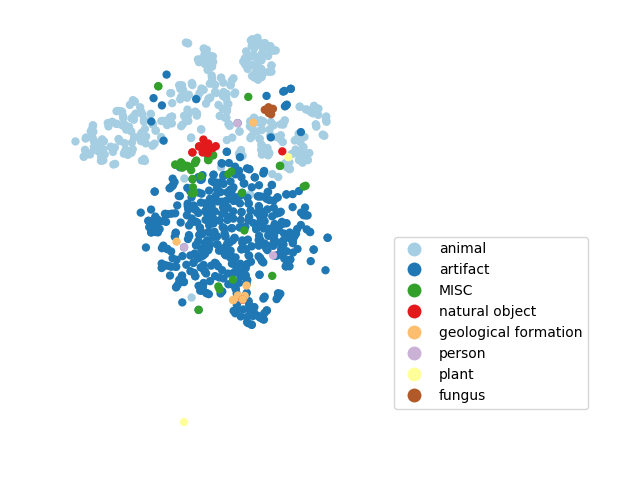 animal
artifact
MISC
natural object
geological formation
person
plant
fungus